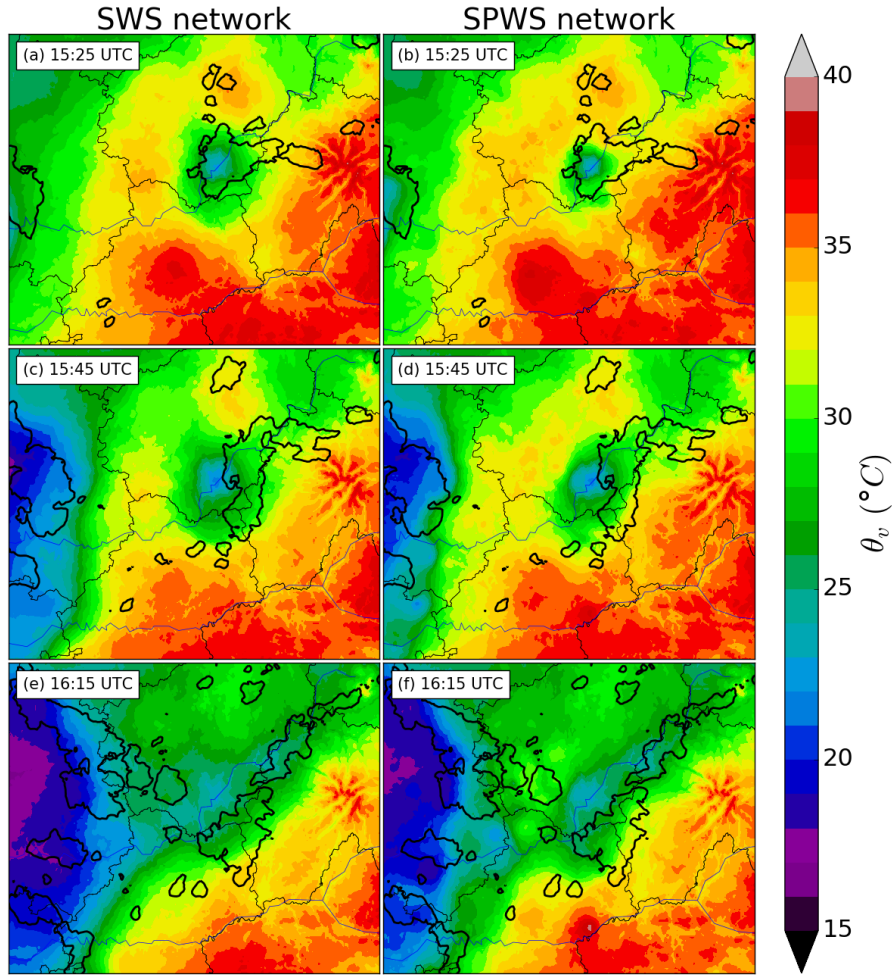 SWS network
SPWS network
(a) 15:25 UTC
(b) 15:25 UTC
(c) 15:45 UTC
(d) 15:45 UTC
(e) 16:15 UTC
(f) 16:15 UTC
40
35
30
25
20
15
θᵥ (°C)